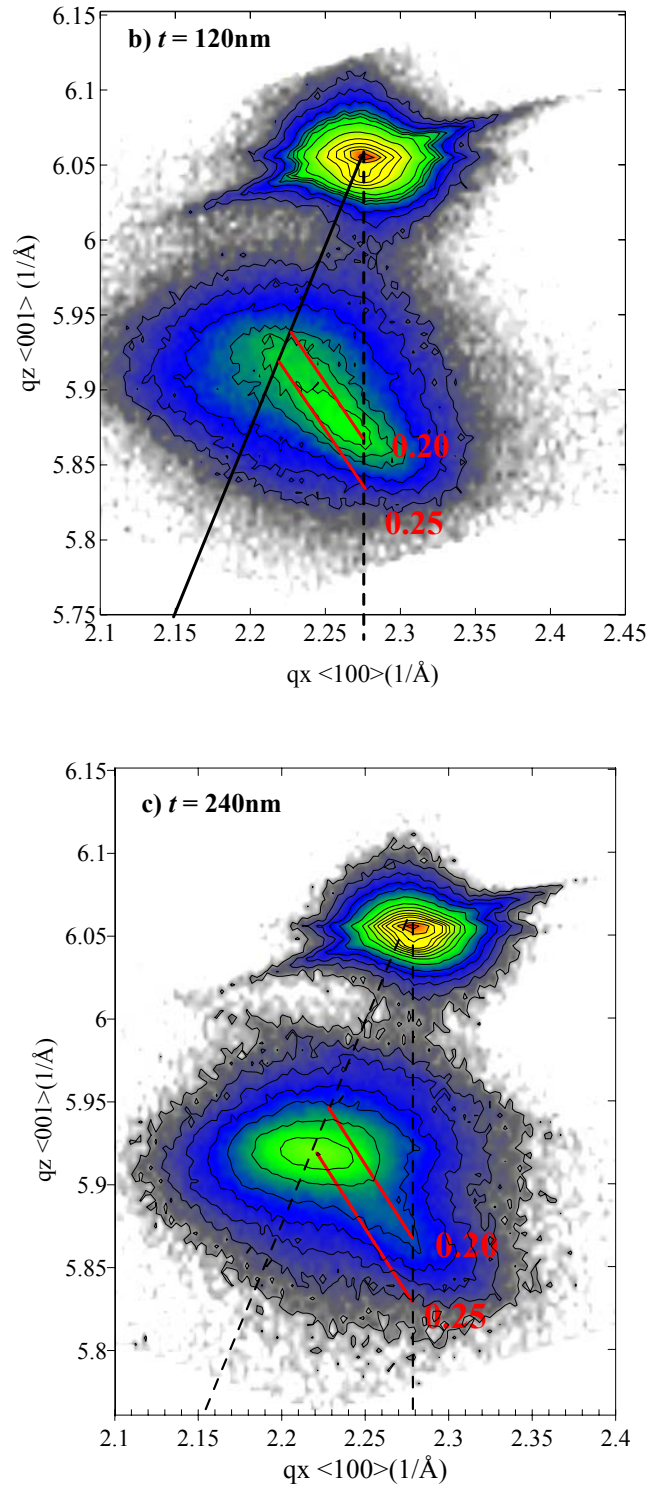 b) t = 120nm
6.15
6.1
6.05
6
5.95
5.9
5.85
5.8
5.75
qz <001> (1/Å)
0.20
0.25
2.1 2.15 2.2 2.25 2.3 2.35 2.4 2.45
qx <100>(1/Å)
c) t = 240nm
6.15
6.1
6.05
6
5.95
5.9
5.85
5.8
qz <001>(1/Å)
0.20
0.25
2.1 2.15 2.2 2.25 2.3 2.35 2.4
qx <100>(1/Å)